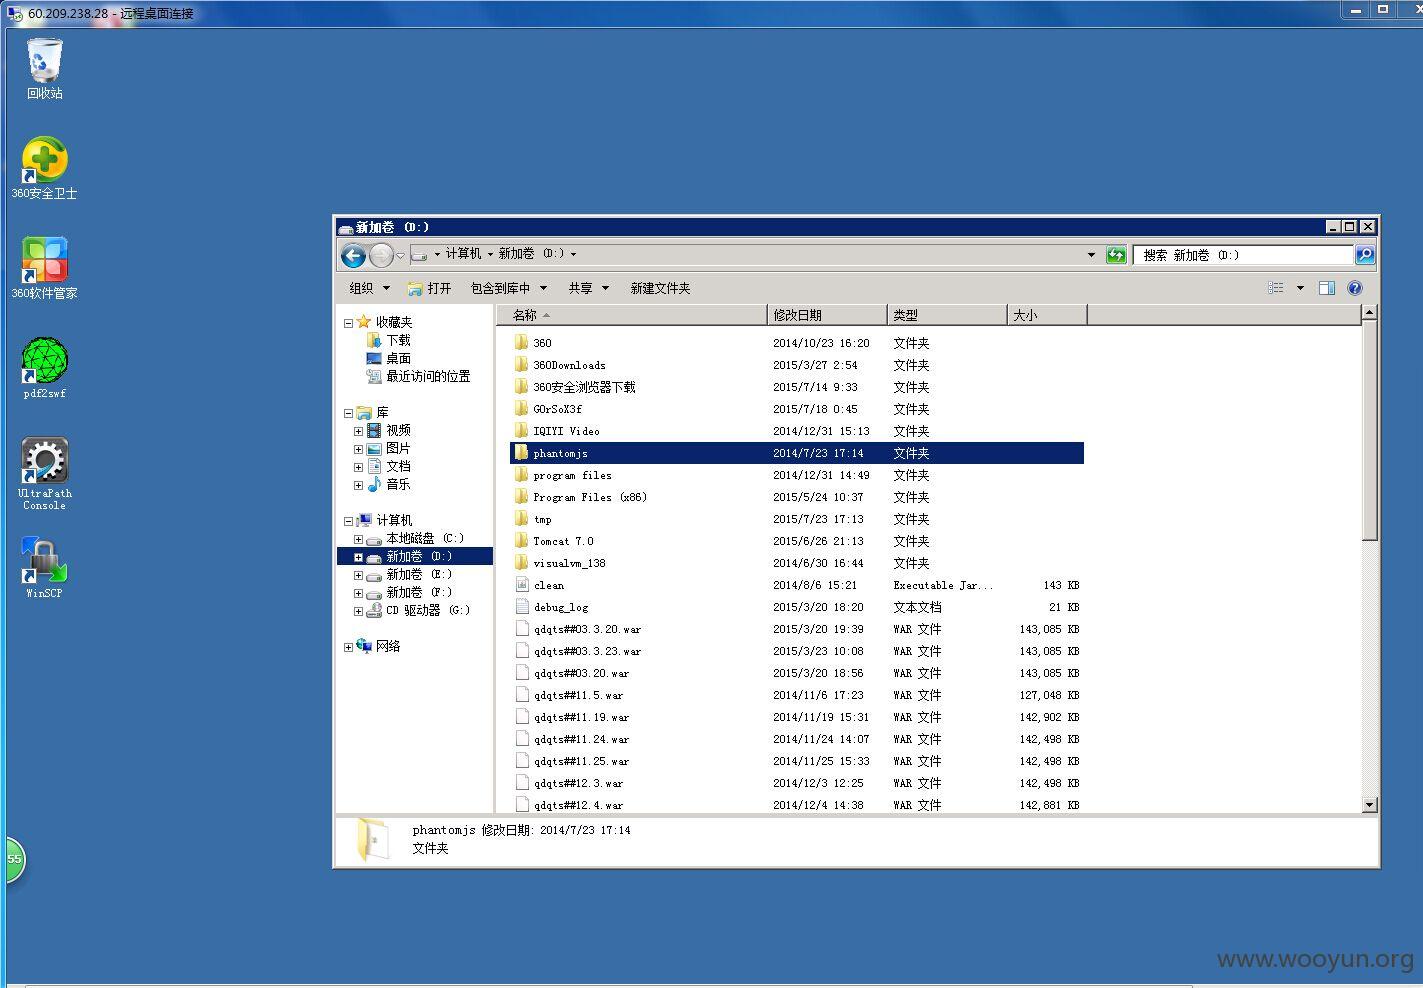 60.209.238.28 - 远程桌面连接
回收站
360安全卫士
360软件管家
pdf2swf
UltraPath
Console
WinSCP
55
新加卷 (D:)
计算机 新加卷 (D:)
搜索 新加卷 (D:)
组织 打开 包含到库中 共享 新建文件夹
收藏夹
下载
桌面
最近访问的位置
库
视频
图片
文档
音乐
计算机
本地磁盘 (C:)
新加卷 (D:)
新加卷 (E:)
新加卷 (F:)
CD 驱动器 (G:)
网络
名称 修改日期 类型 大小
360 2014/10/23 16:20 文件夹
360Downloads 2015/3/27 2:54 文件夹
360安全浏览器下载 2015/7/14 9:33 文件夹
GOrSoX3f 2015/7/18 0:45 文件夹
IQIYI Video 2014/12/31 15:13 文件夹
phantomjs 2014/7/23 17:14 文件夹
program files 2014/12/31 14:49 文件夹
Program Files (x86) 2015/5/24 10:37 文件夹
tmp 2015/7/23 17:13 文件夹
Tomcat 7.0 2015/6/26 21:13 文件夹
visualvm_138 2014/6/30 16:44 文件夹
clean 2014/8/6 15:21 Executable Jar... 143 KB
debug_log 2015/3/20 18:20 文本文档 21 KB
qdqts##03.3.20.war 2015/3/20 19:39 WAR 文件 143,085 KB
qdqts##03.3.23.war 2015/3/23 10:08 WAR 文件 143,085 KB
qdqts##03.20.war 2015/3/20 18:56 WAR 文件 143,085 KB
qdqts##11.5.war 2014/11/6 17:23 WAR 文件 127,048 KB
qdqts##11.19.war 2014/11/19 15:31 WAR 文件 142,902 KB
qdqts##11.24.war 2014/11/24 14:07 WAR 文件 142,498 KB
qdqts##11.25.war 2014/11/25 15:33 WAR 文件 142,498 KB
qdqts##12.3.war 2014/12/3 12:25 WAR 文件 142,498 KB
qdqts##12.4.war 2014/12/4 14:38 WAR 文件 142,881 KB
phantomjs 修改日期: 2014/7/23 17:14
文件夹
www.wooyun.org